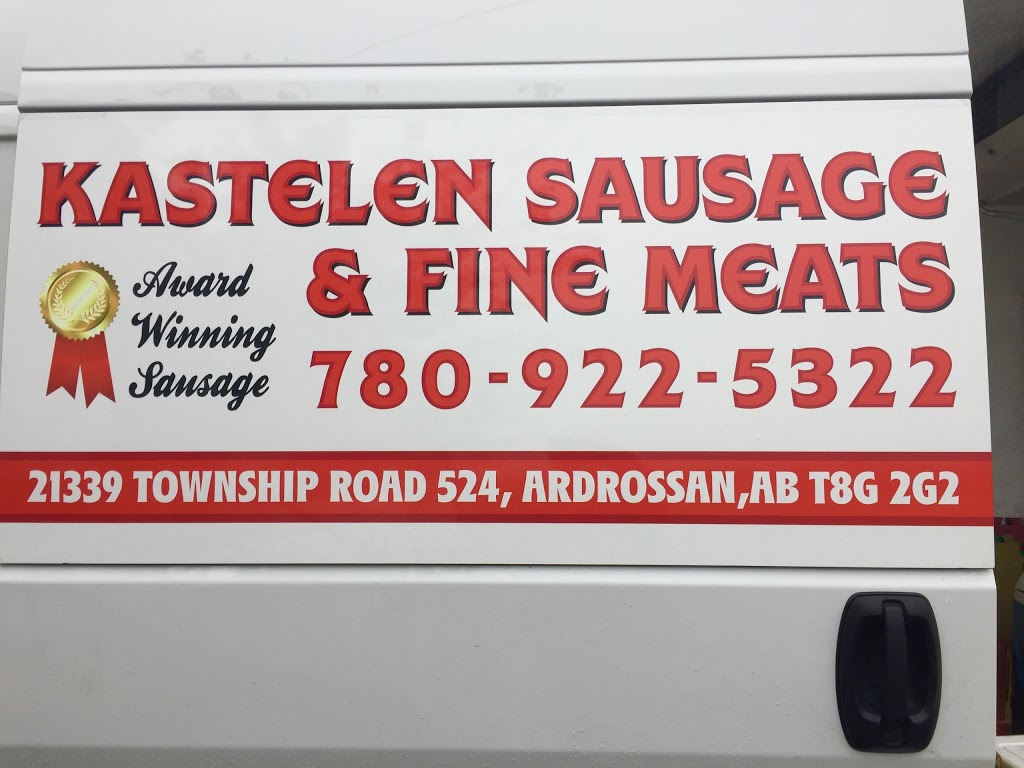 KASTELEN SAUSAGE
& FINE MEATS
Award
Winning
Sausage
780-922-5322
21339 TOWNSHIP ROAD 524, ARDROSSAN,AB T8G 2G2